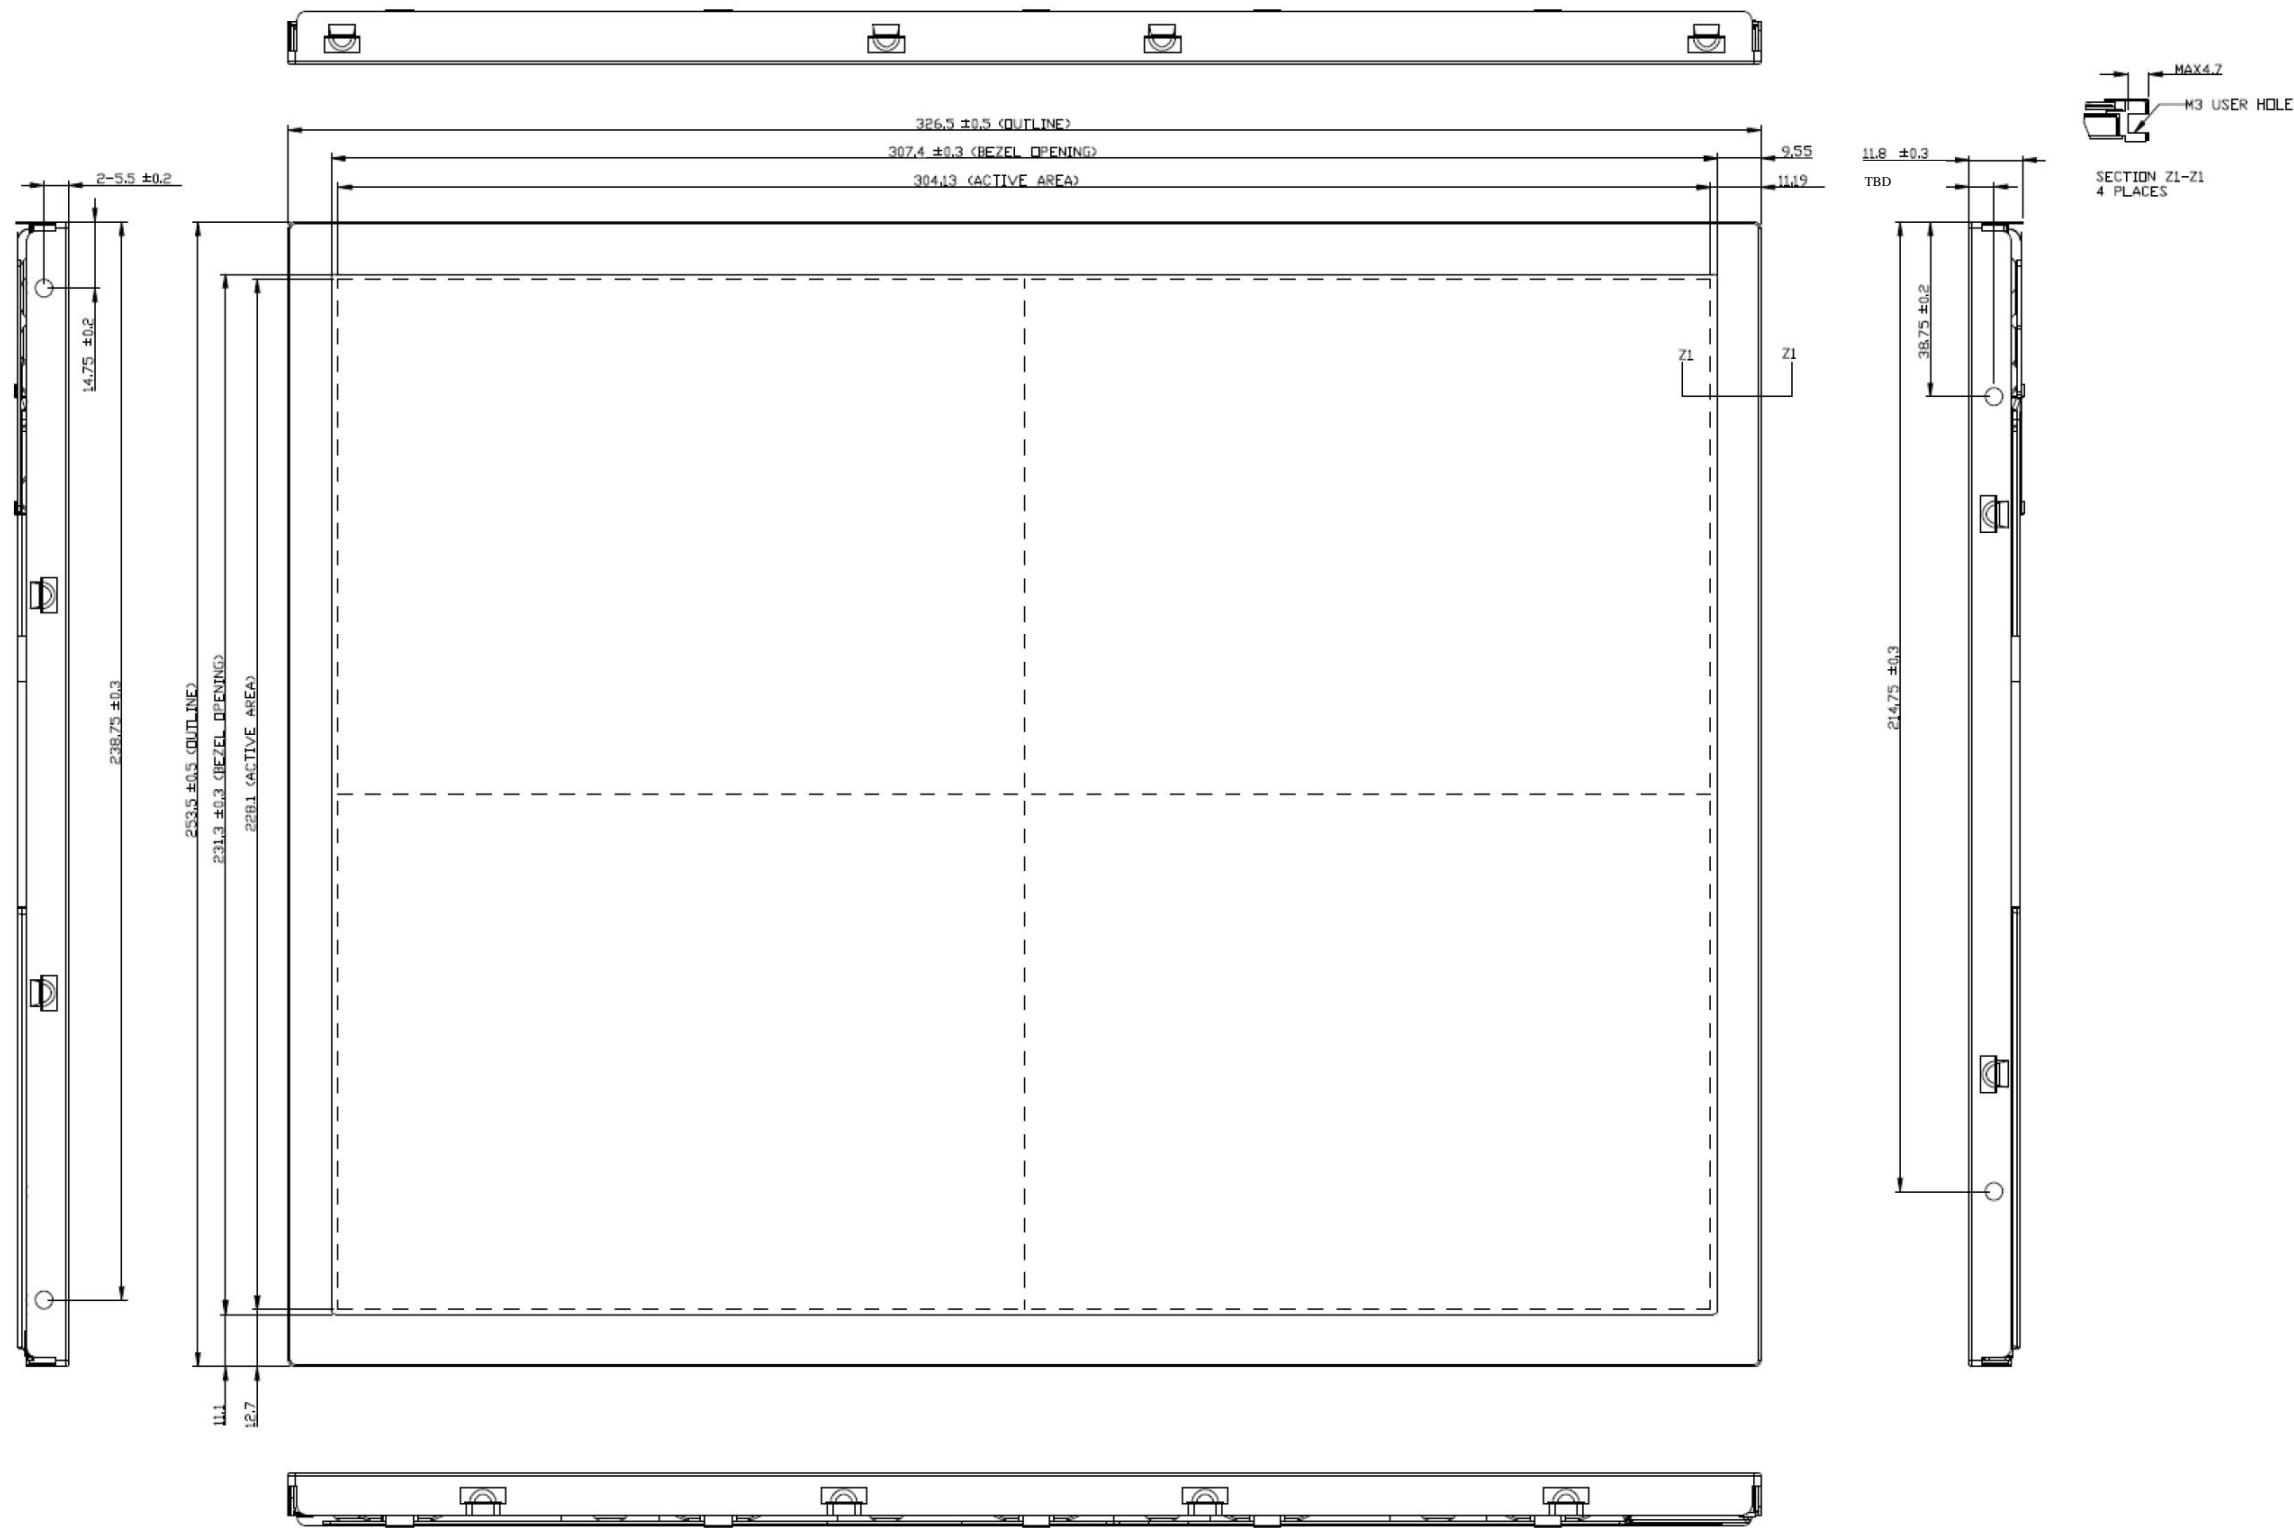 MAX4.7
M3 USER HOLE
326.5 ±0.5 (OUTLINE)
307.4 ±0.3 (BEZEL OPENING)
9.55
11.8 ±0.3
2-5.5 ±0.2
304.13 (ACTIVE AREA)
11.19
TBD
SECTION Z1-Z1
4 PLACES
14.75 ±0.2
38.75 ±0.2
Z1
Z1
238.75 ±0.3
253.5 ±0.5 (OUTLINE)
231.3 ±0.3 (BEZEL OPENING)
228.1 (ACTIVE AREA)
214.75 ±0.3
11.1
12.7